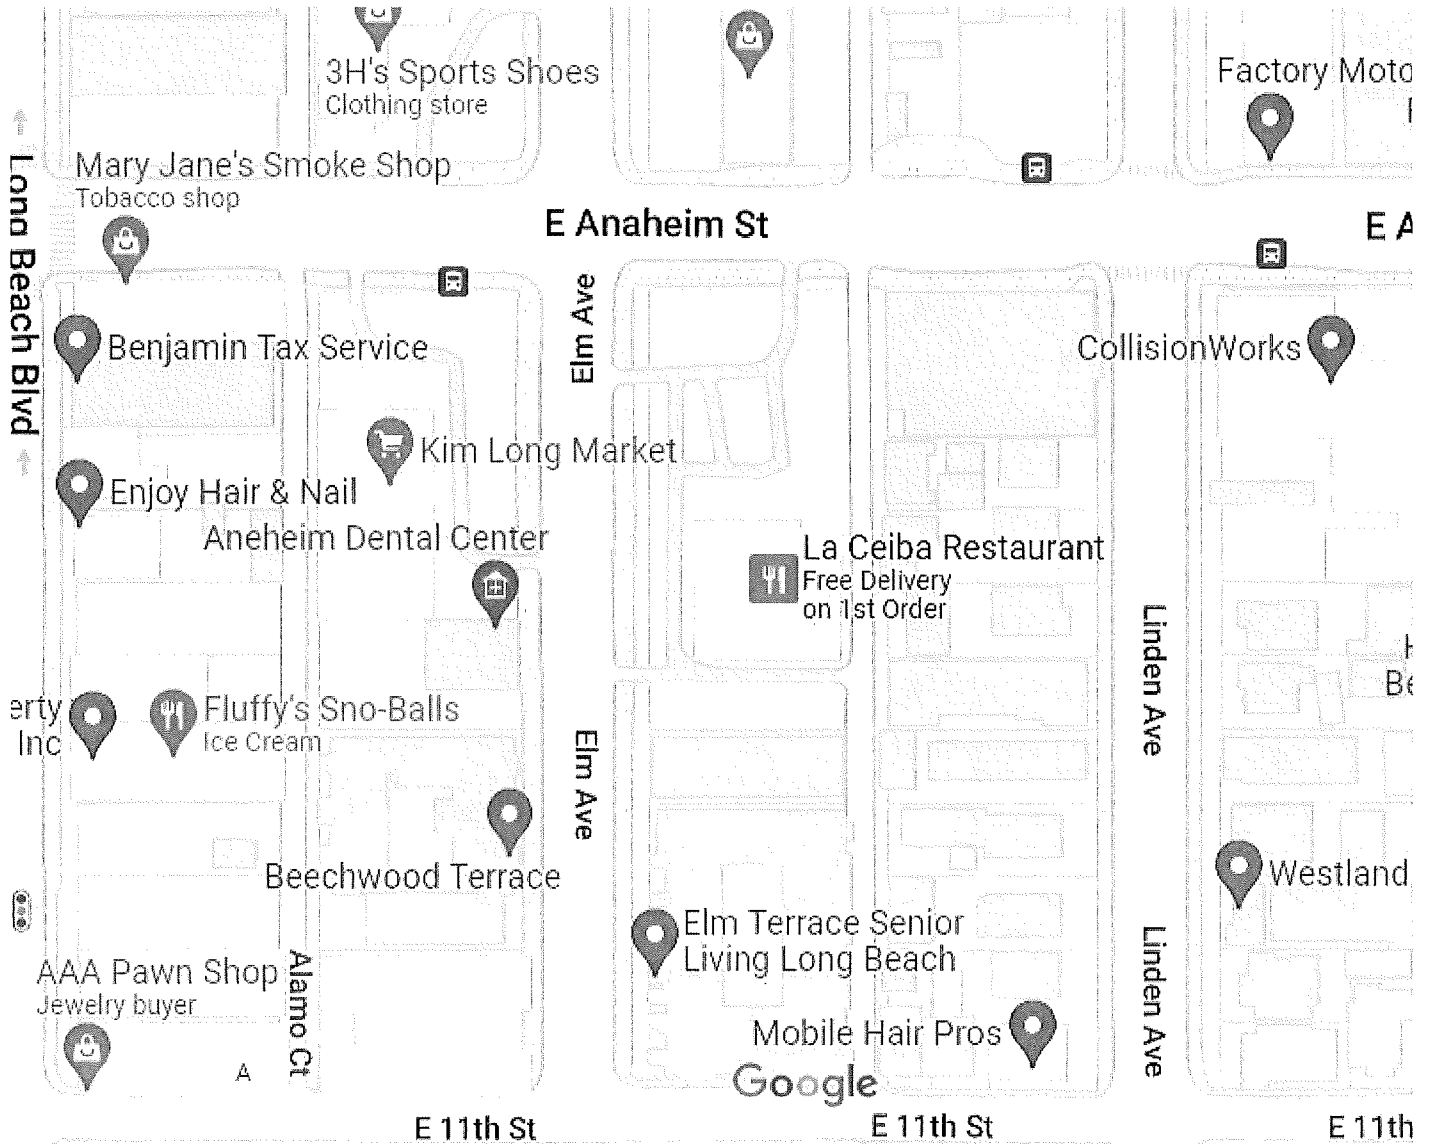 3H's Sports Shoes
Clothing store
Factory Moto
Mary Jane's Smoke Shop
Tobacco shop
Long Beach Blvd
E Anaheim St
E A
Elm Ave
Benjamin Tax Service
CollisionWorks
Kim Long Market
Enjoy Hair & Nail
Aneheim Dental Center
La Ceiba Restaurant
Free Delivery
on 1st Order
Linden Ave
Be
erty
Inc
Fluffy's Sno-Balls
Ice Cream
Elm Ave
Beechwood Terrace
Westland
Elm Terrace Senior
Living Long Beach
Linden Ave
AAA Pawn Shop
Jewelry buyer
Alamo Ct
A
Mobile Hair Pros
Google
E 11th St
E 11th St
E 11th